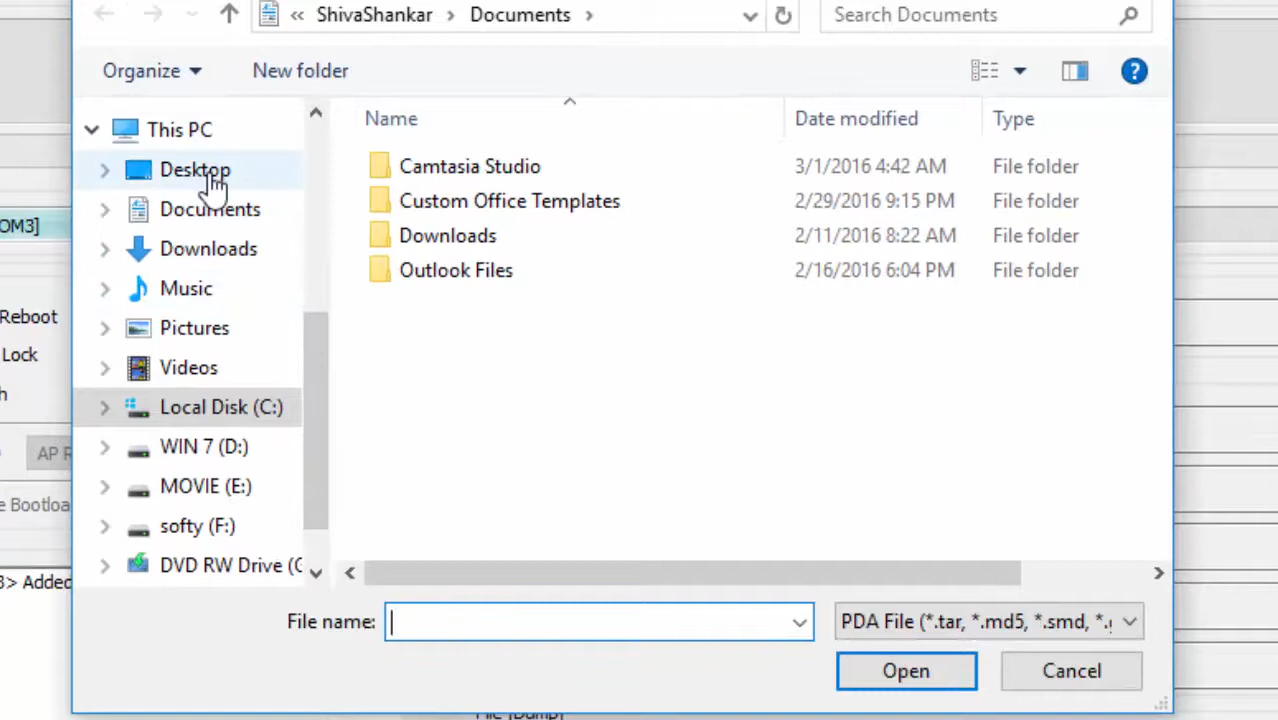 « ShivaShankar › Documents ›
Search Documents
Organize
New folder
?
Name
Date modified
Type
This PC
Desktop
Documents
Downloads
Music
Pictures
Videos
Local Disk (C:)
WIN 7 (D:)
MOVIE (E:)
softy (F:)
DVD RW Drive (G
Camtasia Studio 3/1/2016 4:42 AM File folder
Custom Office Templates 2/29/2016 9:15 PM File folder
Downloads 2/11/2016 8:22 AM File folder
Outlook Files 2/16/2016 6:04 PM File folder
OM3]
Reboot
Lock
h
AP R
e Bootloa
3> Added
File name:
PDA File (*.tar, *.md5, *.smd, *.g
Open
Cancel
File [Dump]